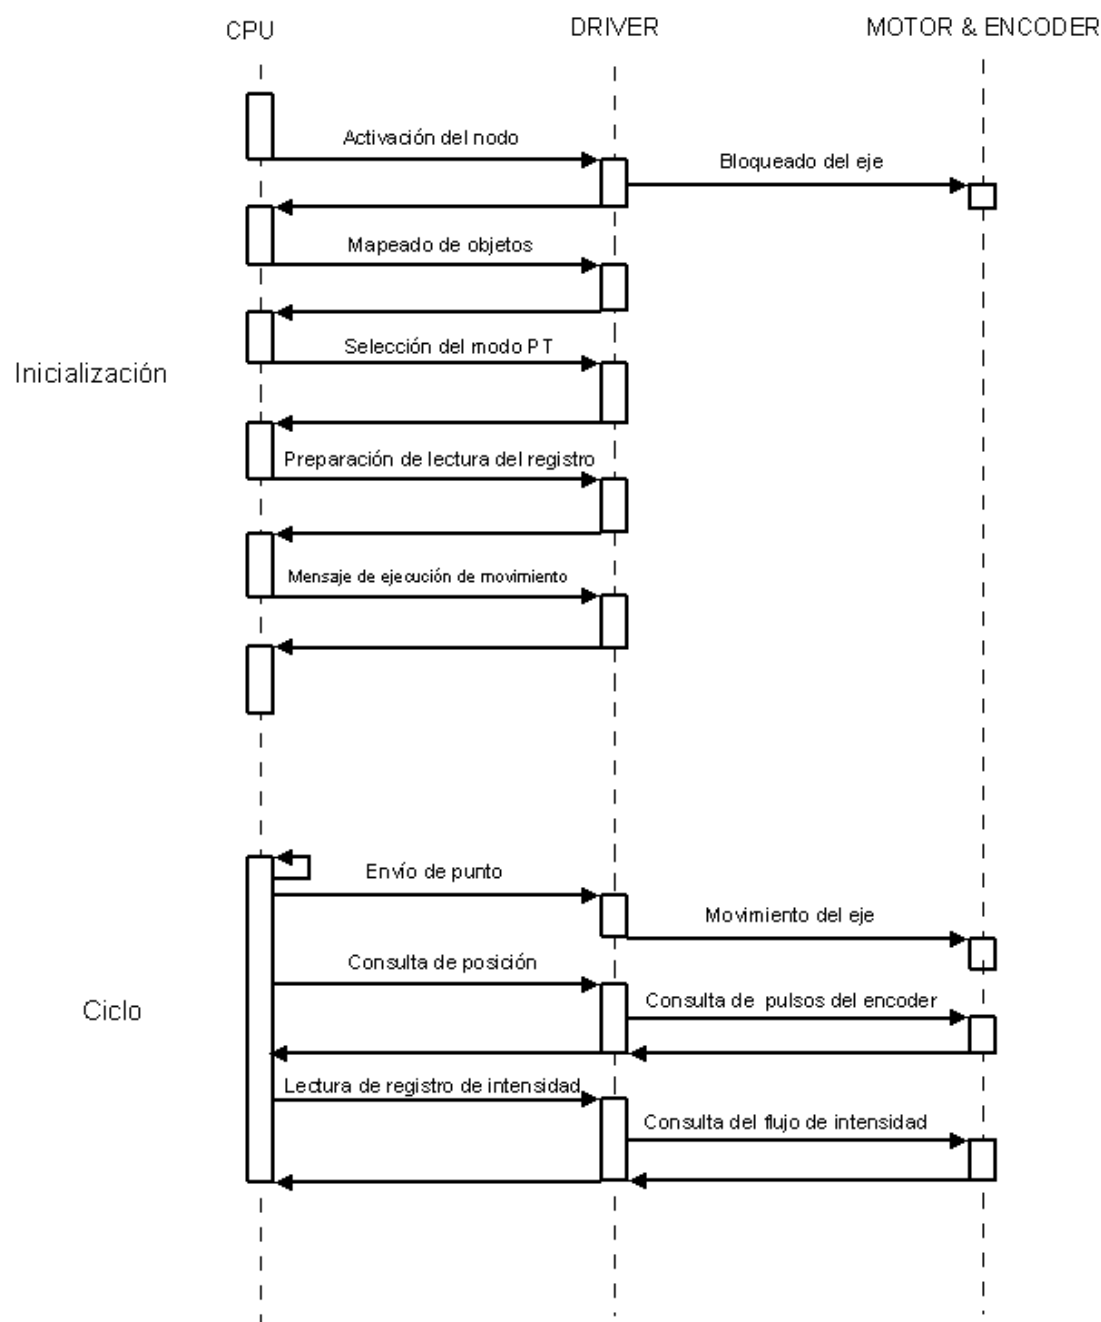 CPU
DRIVER
MOTOR & ENCODER
Activación del nodo
Bloqueado del eje
Mapeado de objetos
Selección del modo PT
Inicialización
Preparación de lectura del registro
Mensaje de ejecución de movimiento
Envío de punto
Movimiento del eje
Consulta de posición
Consulta de pulsos del encoder
Ciclo
Lectura de registro de intensidad
Consulta del flujo de intensidad